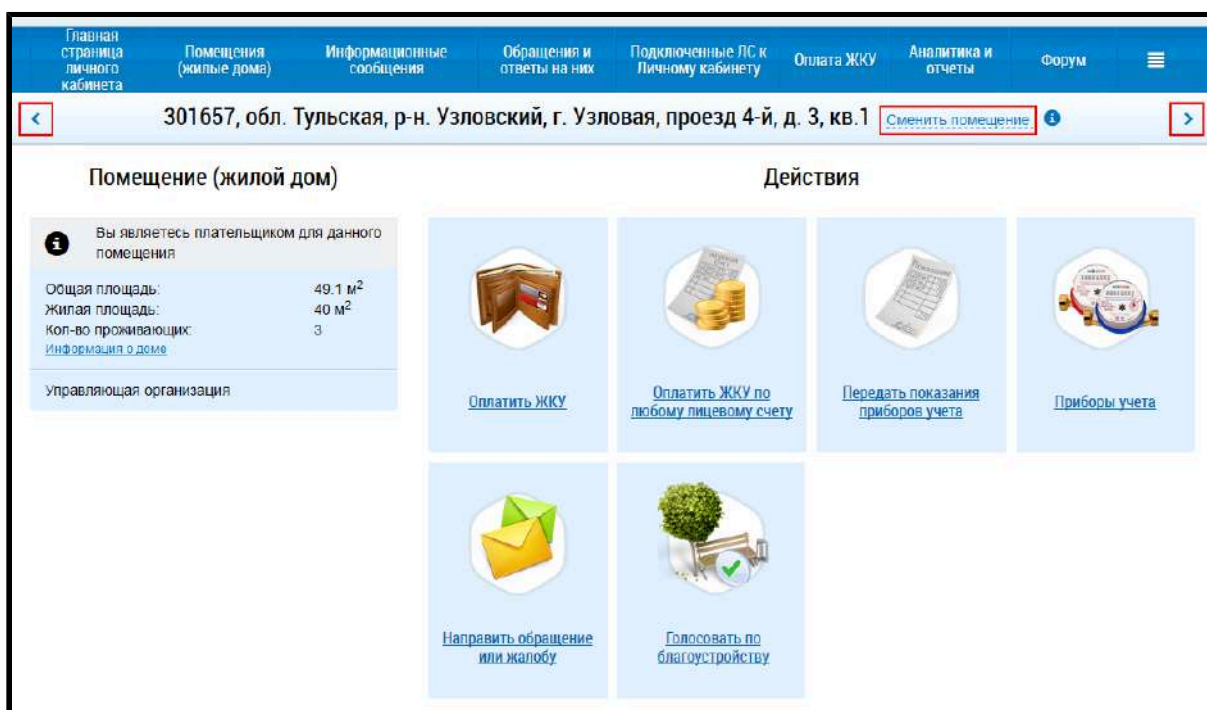 Главная
страница
личного
кабинета
Помещения
(жилые дома)
Информационные
сообщения
Обращения и
ответы на них
Подключенные ЛС к
Личному кабинету
Оплата ЖКУ
Аналитика и
отчеты
Форум
301657, обл. Тульская, р-н. Узловский, г. Узловая, проезд 4-й, д. 3, кв.1 Сменить помещение
Помещение (жилой дом)
Действия
Вы являетесь плательщиком для данного
помещения
Общая площадь: 49.1 м²
Жилая площадь: 40 м²
Кол-во проживающих: 3
Информация о доме
Управляющая организация
Оплатить ЖКУ
Оплатить ЖКУ по
любому лицевому счету
Передать показания
приборов учета
Приборы учета
Направить обращение
или жалобу
Голосовать по
благоустройству